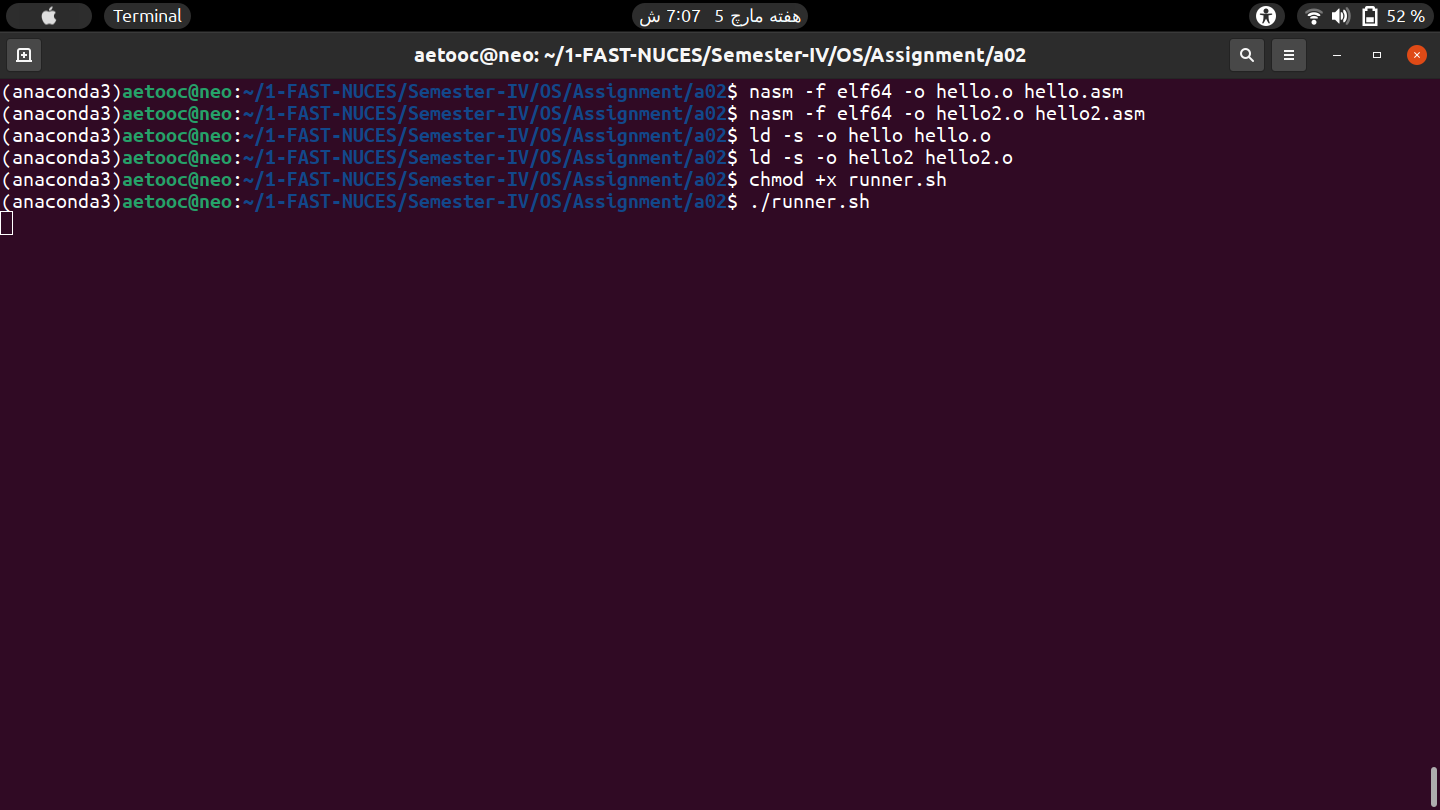 Terminal
ہفتہ مارچ 5 7:07 ش
52 %
aetooc@neo: ~/1-FAST-NUCES/Semester-IV/OS/Assignment/a02
(anaconda3)aetooc@neo:~/1-FAST-NUCES/Semester-IV/OS/Assignment/a02$ nasm -f elf64 -o hello.o hello.asm
(anaconda3)aetooc@neo:~/1-FAST-NUCES/Semester-IV/OS/Assignment/a02$ nasm -f elf64 -o hello2.o hello2.asm
(anaconda3)aetooc@neo:~/1-FAST-NUCES/Semester-IV/OS/Assignment/a02$ ld -s -o hello hello.o
(anaconda3)aetooc@neo:~/1-FAST-NUCES/Semester-IV/OS/Assignment/a02$ ld -s -o hello2 hello2.o
(anaconda3)aetooc@neo:~/1-FAST-NUCES/Semester-IV/OS/Assignment/a02$ chmod +x runner.sh
(anaconda3)aetooc@neo:~/1-FAST-NUCES/Semester-IV/OS/Assignment/a02$ ./runner.sh